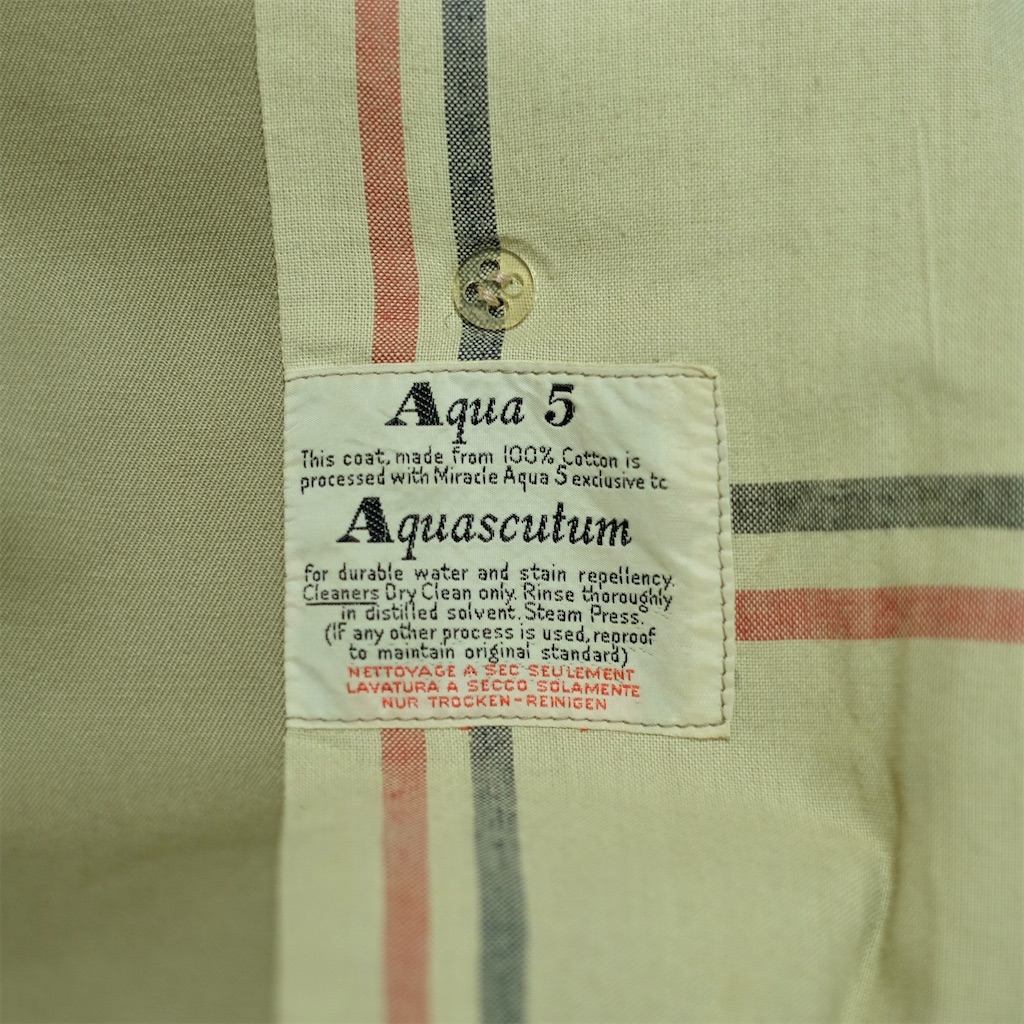 Aqua 5
This coat, made from 100% Cotton is
processed with Miracle Aqua 5 exclusive to
Aquascutum
for durable water and stain repellency.
Cleaners Dry Clean only. Rinse thoroughly
in distilled solvent. Steam Press.
(If any other process is used, reproof
to maintain original standard)
NETTOYAGE A SEC SEULEMENT
LAVATURA A SECCO SOLAMENTE
NUR TROCKEN-REINIGEN